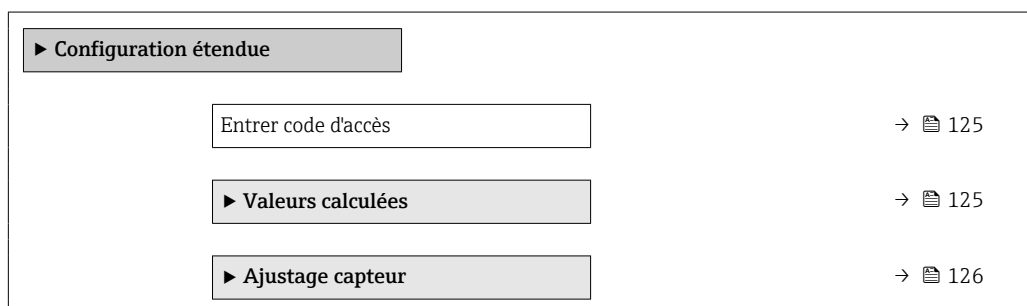 ▶ Configuration étendue
Entrer code d'accès → 125
▶ Valeurs calculées → 125
▶ Ajustage capteur → 126